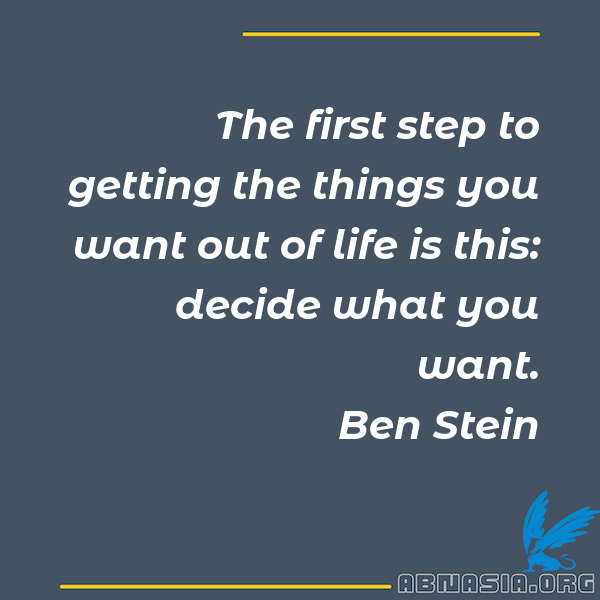 The first step to
getting the things you
want out of life is this:
decide what you
want.
Ben Stein
ABNASIA.ORG